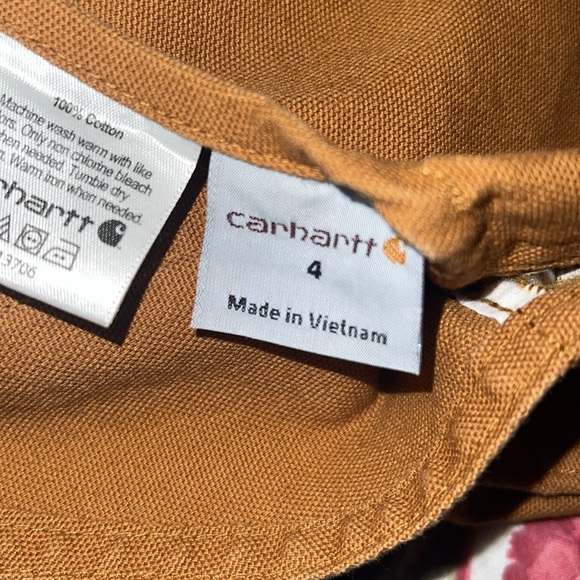 100% Cotton
Machine wash warm with like
Only non chlorine bleach
when needed. Tumble dry
Warm iron when needed.
carhartt
13706
carhartt
4
Made in Vietnam